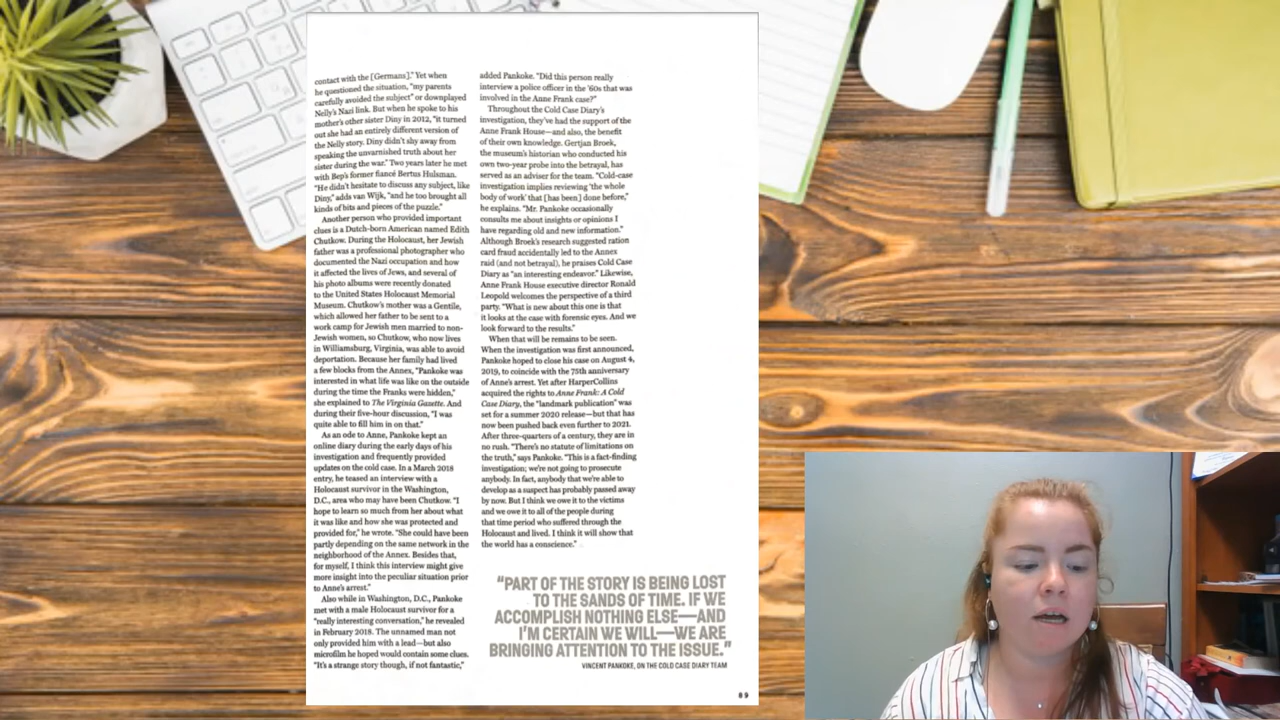 contact with the [Germans]." Yet when
he questioned the situation, "my parents
carefully avoided the subject" or downplayed
Nelly's Nazi link. But when he spoke to his
mother's other sister Diny in 2012, "it turned
out she had an entirely different version of
the Nelly story. Diny didn't shy away from
speaking the unvarnished truth about her
sister during the war." Two years later he met
with Bep's former fiancé Bertus Hulsman.
"He didn't hesitate to discuss any subject, like
Diny," adds van Wijk, "and he too brought all
kinds of bits and pieces of the puzzle."
Another person who provided important
clues is a Dutch-born American named Edith
Chutkow. During the Holocaust, her Jewish
father was a professional photographer who
documented the Nazi occupation and how
it affected the lives of Jews, and several of
his photo albums were recently donated
to the United States Holocaust Memorial
Museum. Chutkow's mother was a Gentile,
which allowed her father to be sent to a
work camp for Jewish men married to non-
Jewish women, so Chutkow, who now lives
in Williamsburg, Virginia, was able to avoid
deportation. Because her family had lived
a few blocks from the Annex, "Pankoke was
interested in what life was like on the outside
during the time the Franks were hidden,"
she explained to The Virginia Gazette. And
during their five-hour discussion, "I was
quite able to fill him in on that."
As an ode to Anne, Pankoke kept an
online diary during the early days of his
investigation and frequently provided
updates on the cold case. In a March 2018
entry, he teased an interview with a
Holocaust survivor in the Washington,
D.C., area who may have been Chutkow. "I
hope to learn so much from her about what
it was like and how she was protected and
provided for," he wrote. "She could have been
partly depending on the same network in the
neighborhood of the Annex. Besides that,
for myself, I think this interview might give
more insight into the peculiar situation prior
to Anne's arrest."
Also while in Washington, D.C., Pankoke
met with a male Holocaust survivor for a
"really interesting conversation," he revealed
in February 2018. The unnamed man not
only provided him with a lead—but also
microfilm he hoped would contain some clues.
"It's a strange story though, if not fantastic,"
added Pankoke. "Did this person really
interview a police officer in the '60s that was
involved in the Anne Frank case?"
Throughout the Cold Case Diary's
investigation, they've had the support of the
Anne Frank House—and also, the benefit
of their own knowledge. Gertjan Broek,
the museum's historian who conducted his
own two-year probe into the betrayal, has
served as an adviser for the team. "Cold-case
investigation implies reviewing 'the whole
body of work' that [has been] done before,"
he explains. "Mr. Pankoke occasionally
consults me about insights or opinions I
have regarding old and new information."
Although Broek's research suggested ration
card fraud accidentally led to the Annex
raid (and not betrayal), he praises Cold Case
Diary as "an interesting endeavor." Likewise,
Anne Frank House executive director Ronald
Leopold welcomes the perspective of a third
party. "What is new about this one is that
it looks at the case with forensic eyes. And we
look forward to the results."
When that will be remains to be seen.
When the investigation was first announced,
Pankoke hoped to close his case on August 4,
2019, to coincide with the 75th anniversary
of Anne's arrest. Yet after HarperCollins
acquired the rights to Anne Frank: A Cold
Case Diary, the "landmark publication" was
set for a summer 2020 release—but that has
now been pushed back even further to 2021.
After three-quarters of a century, they are in
no rush. "There's no statute of limitations on
the truth," says Pankoke. "This is a fact-finding
investigation; we're not going to prosecute
anybody. In fact, anybody that we're able to
develop as a suspect has probably passed away
by now. But I think we owe it to the victims
and we owe it to all of the people during
that time period who suffered through the
Holocaust and lived. I think it will show that
the world has a conscience."
"PART OF THE STORY IS BEING LOST
TO THE SANDS OF TIME. IF WE
ACCOMPLISH NOTHING ELSE—AND
I'M CERTAIN WE WILL—WE ARE
BRINGING ATTENTION TO THE ISSUE."
VINCENT PANKOKE, ON THE COLD CASE DIARY TEAM
89